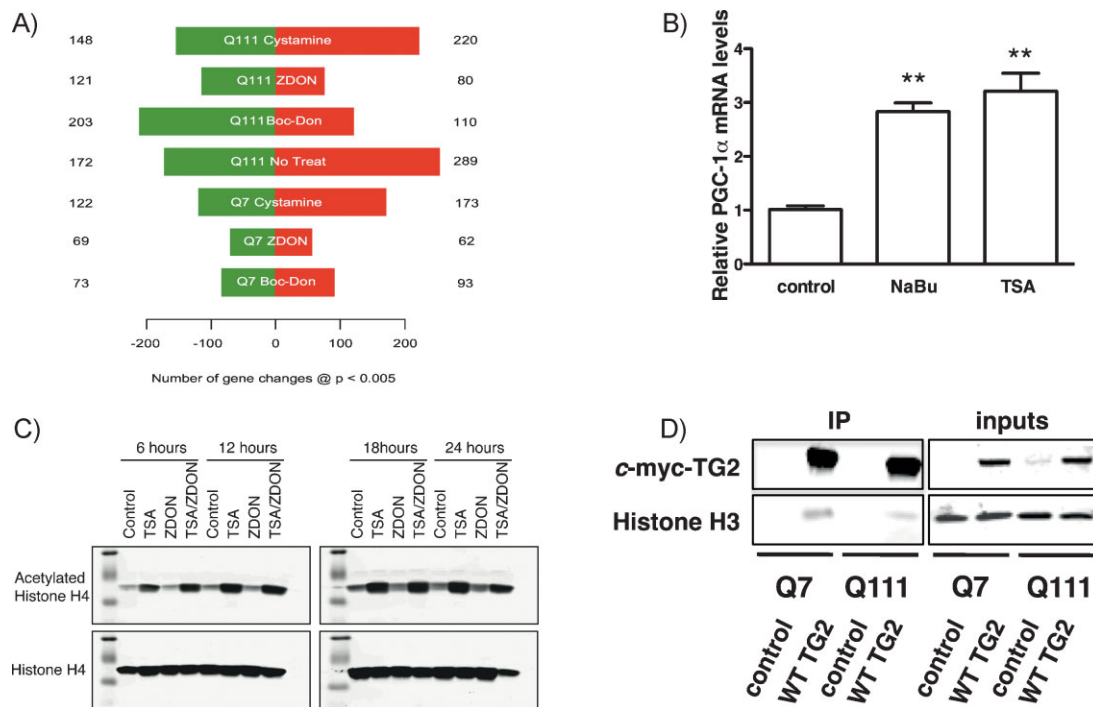 A)
148 Q111 Cystamine 220
121 Q111 ZDON 80
203 Q111Boc-Don 110
172 Q111 No Treat 289
122 Q7 Cystamine 173
69 Q7 ZDON 62
73 Q7 Boc-Don 93
-200 -100 0 100 200
Number of gene changes @ p < 0.005
B)
Relative PGC-1α mRNA levels
4
3
2
1
0
** **
control NaBu TSA
C)
6 hours 12 hours 18hours 24 hours
Control TSA ZDON TSA/ZDON Control TSA ZDON TSA/ZDON Control TSA ZDON TSA/ZDON Control TSA ZDON TSA/ZDON
Acetylated
Histone H4
Histone H4
D)
IP inputs
c-myc-TG2
Histone H3
Q7 Q111 Q7 Q111
control WT TG2 control WT TG2 control WT TG2 control WT TG2